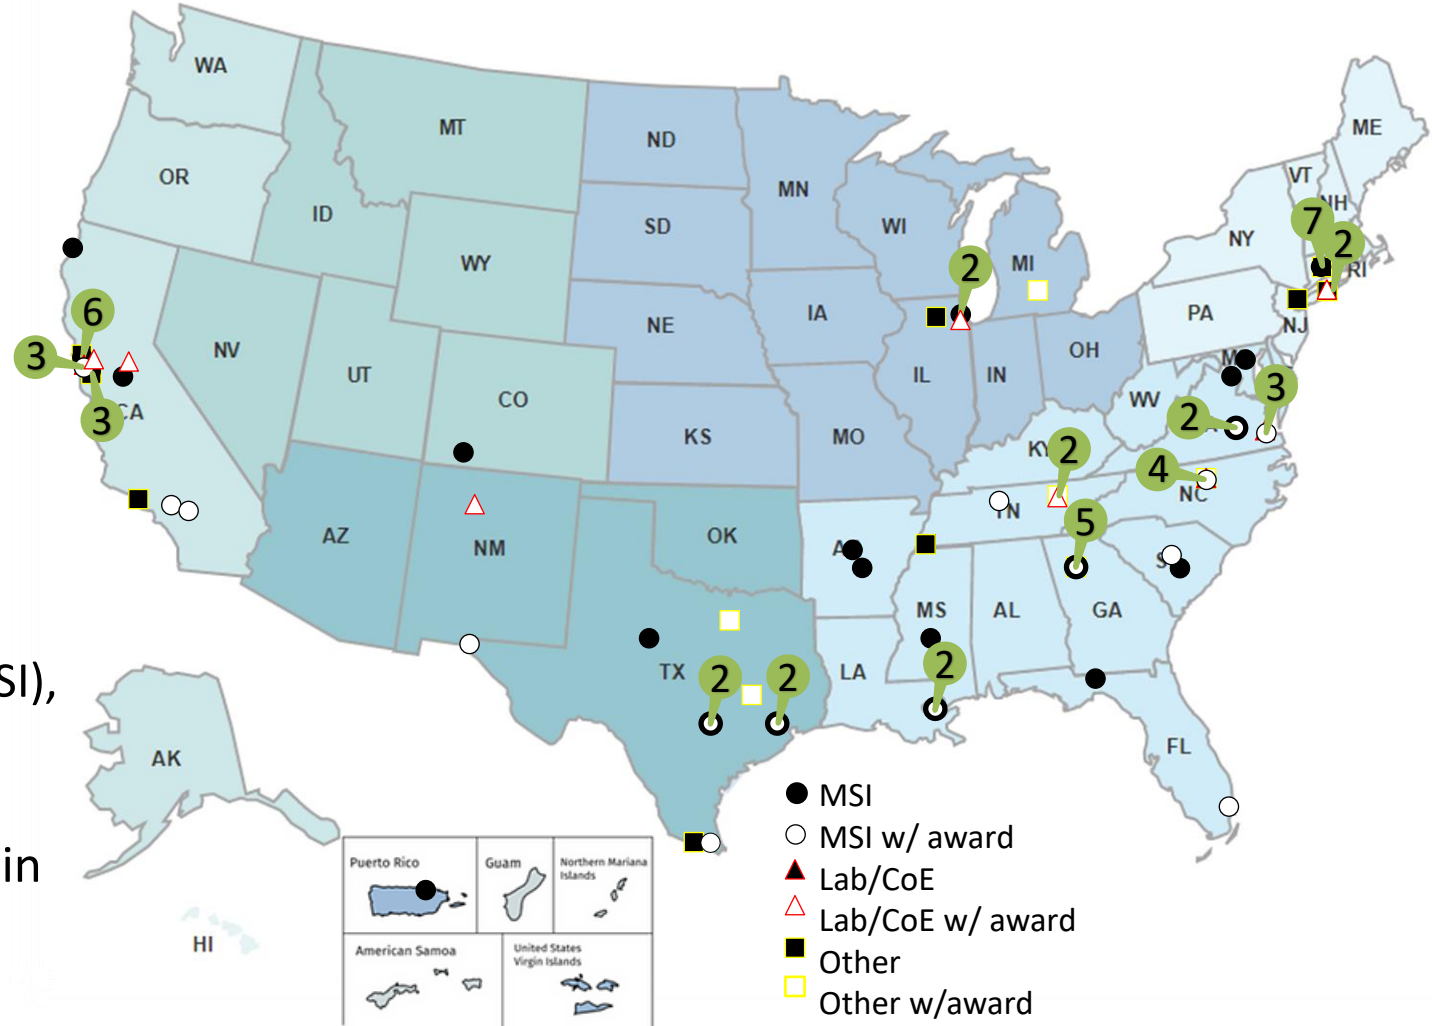 WA
ME
MT
ND
VT
OR
MN
NH
ID
SD
WI
7
NY
2
WY
2
MI
RI
6
IA
PA
NE
NJ
3
NV
OH
UT
IL
IN
3
CO
WV
3
CA
2
KS
MO
KY
2
4
NC
TN
5
AZ
OK
NM
MS
AL
GA
SI),
TX
2
2
LA
2
FL
AK
MSI
MSI w/ award
in
Puerto Rico
Guam
Northern Mariana
Islands
Lab/CoE
Lab/CoE w/ award
HI
American Samoa
United States
Virgin Islands
Other
Other w/award